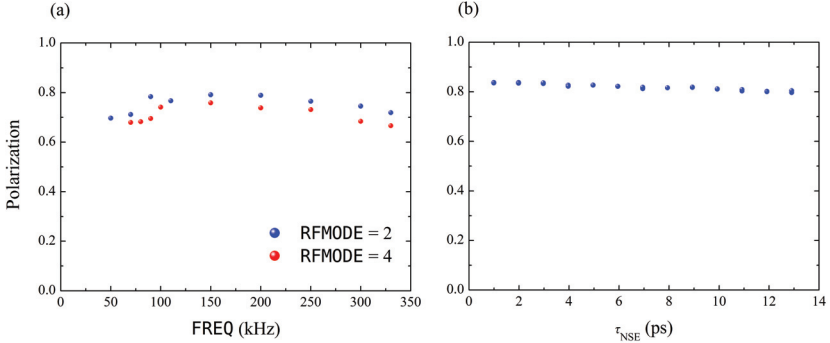 (a)
1.0
0.8
0.6
0.4
0.2
0.0
Polarization
0 50 100 150 200 250 300 350
FREQ (kHz)
RFMODE = 2
RFMODE = 4
(b)
1.0
0.8
0.6
0.4
0.2
0.0
0 2 4 6 8 10 12 14
τNSE (ps)